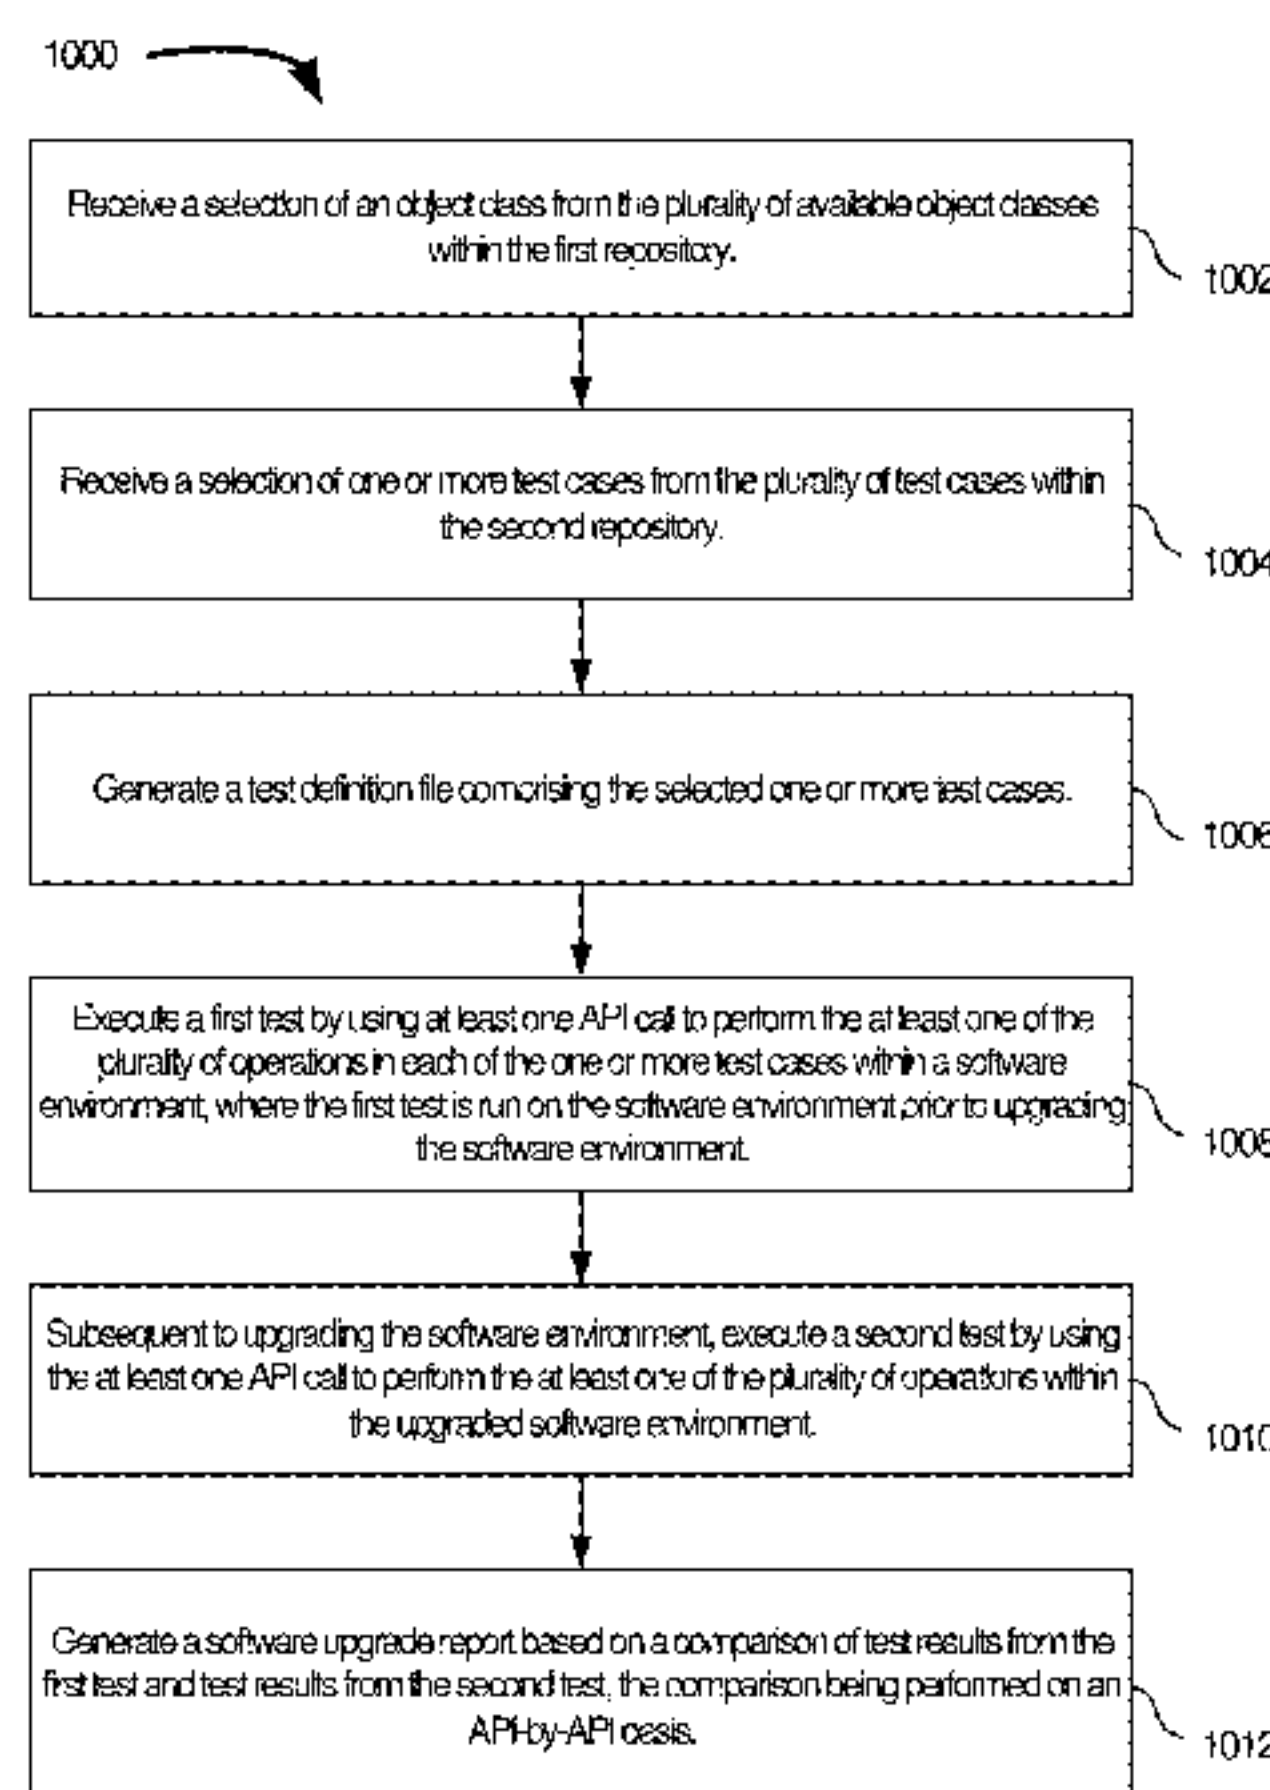 1000
Receive a selection of an object class from the plurality of available object classes
within the first repository.
1002
Receive a selection of one or more test cases from the plurality of test cases within
the second repository.
1004
Generate a test definition file comprising the selected one or more test cases.
1006
Execute a first test by using at least one API call to perform the at least one of the
plurality of operations in each of the one or more test cases within a software
environment, where the first test is run on the software environment prior to upgrading
the software environment.
1008
Subsequent to upgrading the software environment, execute a second test by using
the at least one API call to perform the at least one of the plurality of operations within
the upgraded software environment.
1010
Generate a software upgrade report based on a comparison of test results from the
first test and test results from the second test, the comparison being performed on an
API-by-API basis.
1012